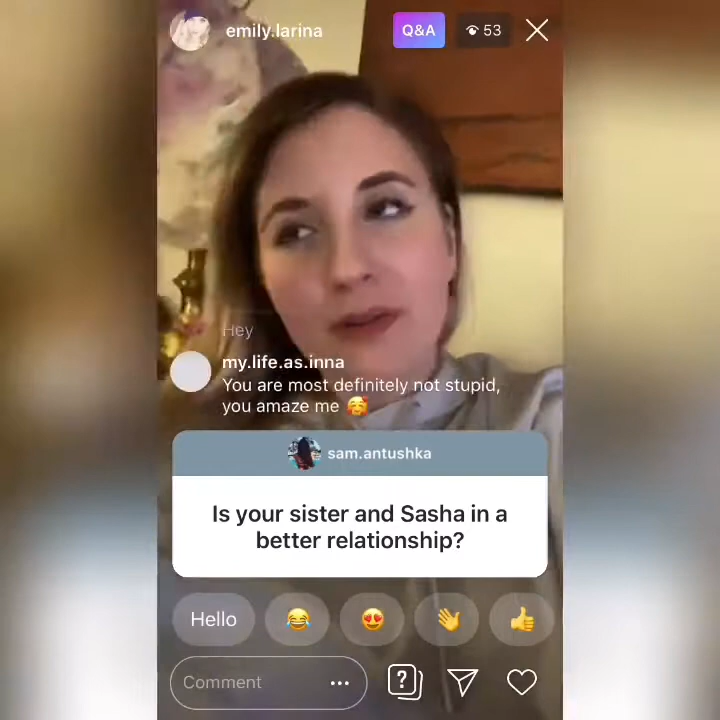 emily.larina
Q&A
53
Hey
my.life.as.inna
You are most definitely not stupid,
you amaze me 🥰
sam.antushka
Is your sister and Sasha in a
better relationship?
Hello
Comment